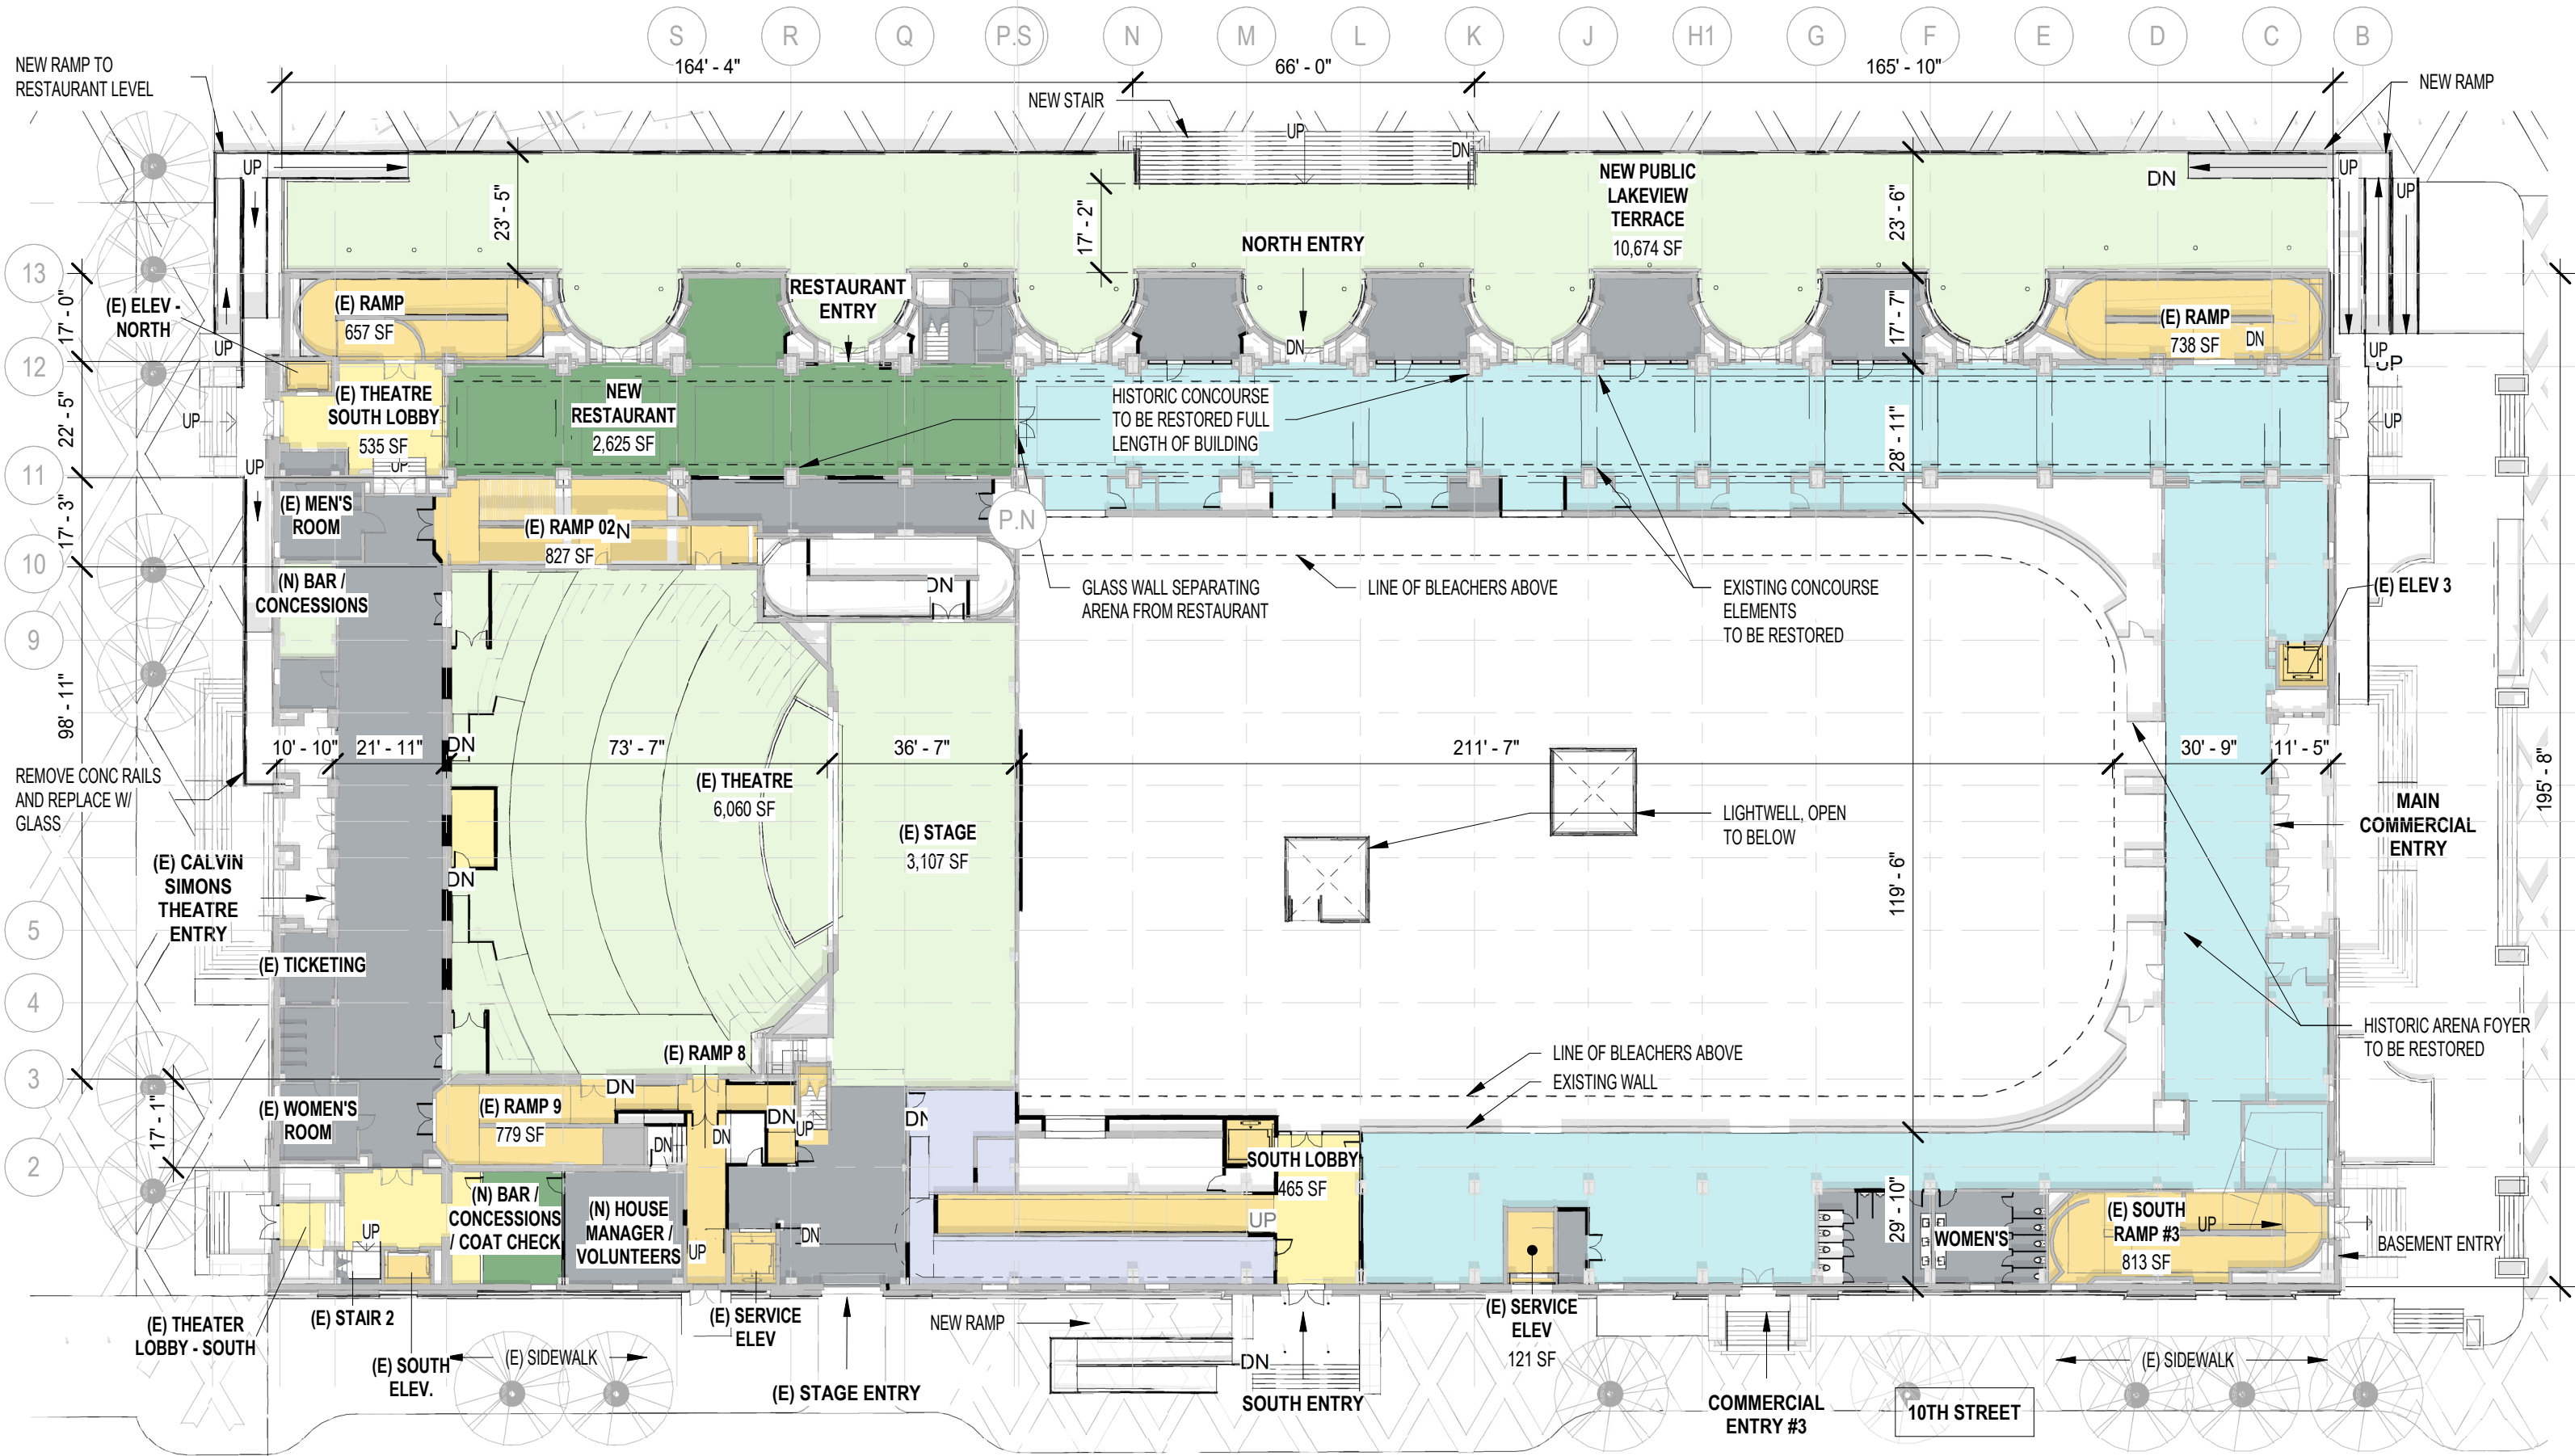 S
R
Q
P.S
N
M
L
K
J
H1
G
F
E
D
C
B
164' - 4"
66' - 0"
165' - 10"
NEW RAMP TO
RESTAURANT LEVEL
NEW STAIR
NEW RAMP
UP
UP
DN
UP
DN
UP
UP
23' - 5"
17' - 2"
NEW PUBLIC
LAKEVIEW
TERRACE
10,674 SF
23' - 6"
NORTH ENTRY
13
17' - 0"
(E) ELEV -
NORTH
(E) RAMP
657 SF
RESTAURANT
ENTRY
17' - 7"
(E) RAMP
738 SF
DN
UP
DN
UP
UP
12
22' - 5"
(E) THEATRE
SOUTH LOBBY
535 SF
UP
UP
NEW
RESTAURANT
2,625 SF
HISTORIC CONCOURSE
TO BE RESTORED FULL
LENGTH OF BUILDING
28' - 11"
UP
UP
11
17' - 3"
(E) MEN'S
ROOM
(E) RAMP 02
N
827 SF
P.N
10
(N) BAR /
CONCESSIONS
DN
GLASS WALL SEPARATING
ARENA FROM RESTAURANT
LINE OF BLEACHERS ABOVE
EXISTING CONCOURSE
ELEMENTS
TO BE RESTORED
(E) ELEV 3
9
98' - 11"
10' - 10"
21' - 11"
DN
73' - 7"
36' - 7"
211' - 7"
30' - 9"
11' - 5"
195' - 8"
REMOVE CONC RAILS
AND REPLACE W/
GLASS
(E) THEATRE
6,060 SF
(E) STAGE
3,107 SF
LIGHTWELL, OPEN
TO BELOW
MAIN
COMMERCIAL
ENTRY
DN
119' - 6"
(E) CALVIN
SIMONS
THEATRE
ENTRY
5
(E) TICKETING
4
HISTORIC ARENA FOYER
TO BE RESTORED
3
(E) RAMP 8
LINE OF BLEACHERS ABOVE
EXISTING WALL
(E) WOMEN'S
ROOM
17' - 1"
DN
(E) RAMP 9
779 SF
DN
DN
DN
UP
DN
2
SOUTH LOBBY
465 SF
UP
(N) BAR /
CONCESSIONS
/ COAT CHECK
(N) HOUSE
MANAGER /
VOLUNTEERS
UP
UP
DN
29' - 10"
WOMEN'S
(E) SOUTH
RAMP #3
813 SF
UP
BASEMENT ENTRY
(E) THEATER
LOBBY - SOUTH
(E) STAIR 2
(E) SOUTH
ELEV.
(E) SIDEWALK
(E) SERVICE
ELEV
(E) STAGE ENTRY
NEW RAMP
DN
SOUTH ENTRY
(E) SERVICE
ELEV
121 SF
COMMERCIAL
ENTRY #3
10TH STREET
(E) SIDEWALK